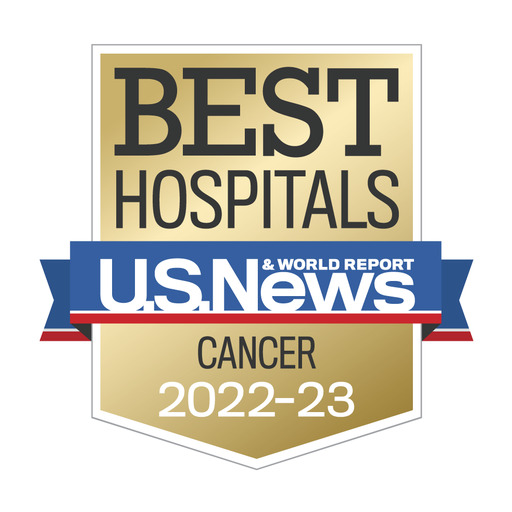 BEST
HOSPITALS
& WORLD REPORT
U.S.News
CANCER
2022-23